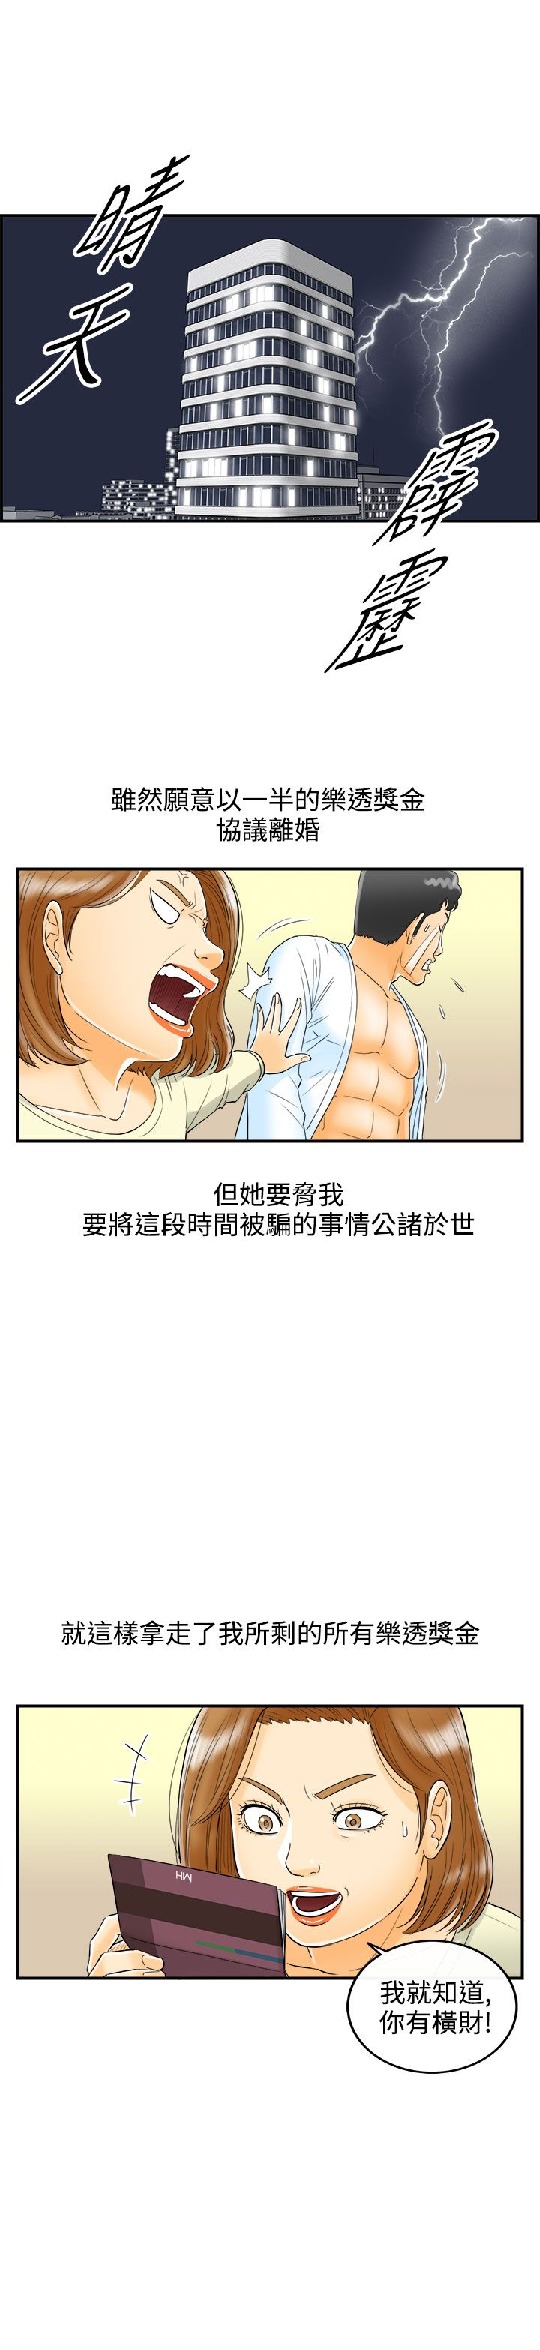 晴天
霹靂
雖然願意以一半的樂透獎金
協議離婚
但她要脅我
要將這段時間被騙的事情公諸於世
就這樣拿走了我所剩的所有樂透獎金
HW
我就知道,
你有橫財!